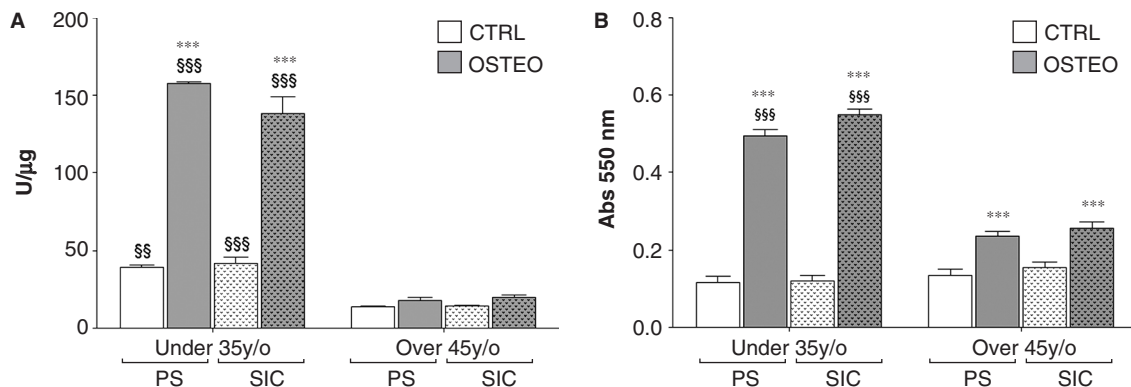 A
200
150
100
50
0
U/μg
CTRL
OSTEO
§§
***
§§§
§§§
***
§§§
Under 35y/o
Over 45y/o
PS
SIC
PS
SIC
B
0.8
0.6
0.4
0.2
0.0
Abs 550 nm
CTRL
OSTEO
***
§§§
***
§§§
***
***
Under 35y/o
Over 45y/o
PS
SIC
PS
SIC